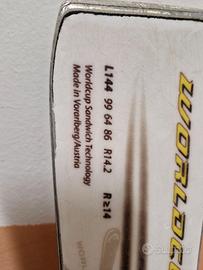 L144 99 64 86 R14.2
Worldcup Sandwich Technology
Made in Vorarlberg/Austria
R≥14
WORLDC